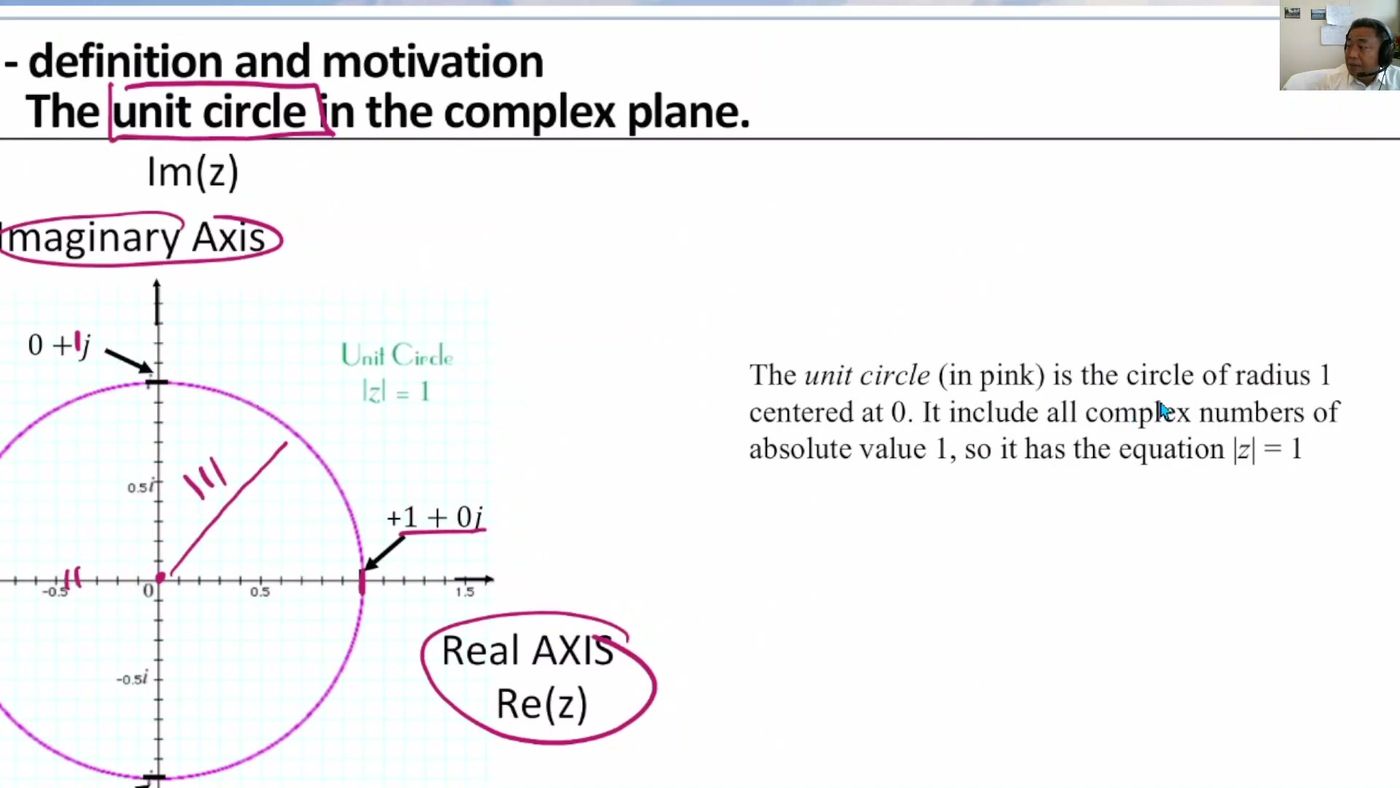 - definition and motivation
The unit circle in the complex plane.
Im(z)
Imaginary Axis
0 +1j
Unit Circle
|z| = 1
The unit circle (in pink) is the circle of radius 1
centered at 0. It include all complex numbers of
absolute value 1, so it has the equation |z| = 1
0.5i
+1 + 0j
-0.5
0
0.5
1.5
Real AXIS
Re(z)
-0.5i